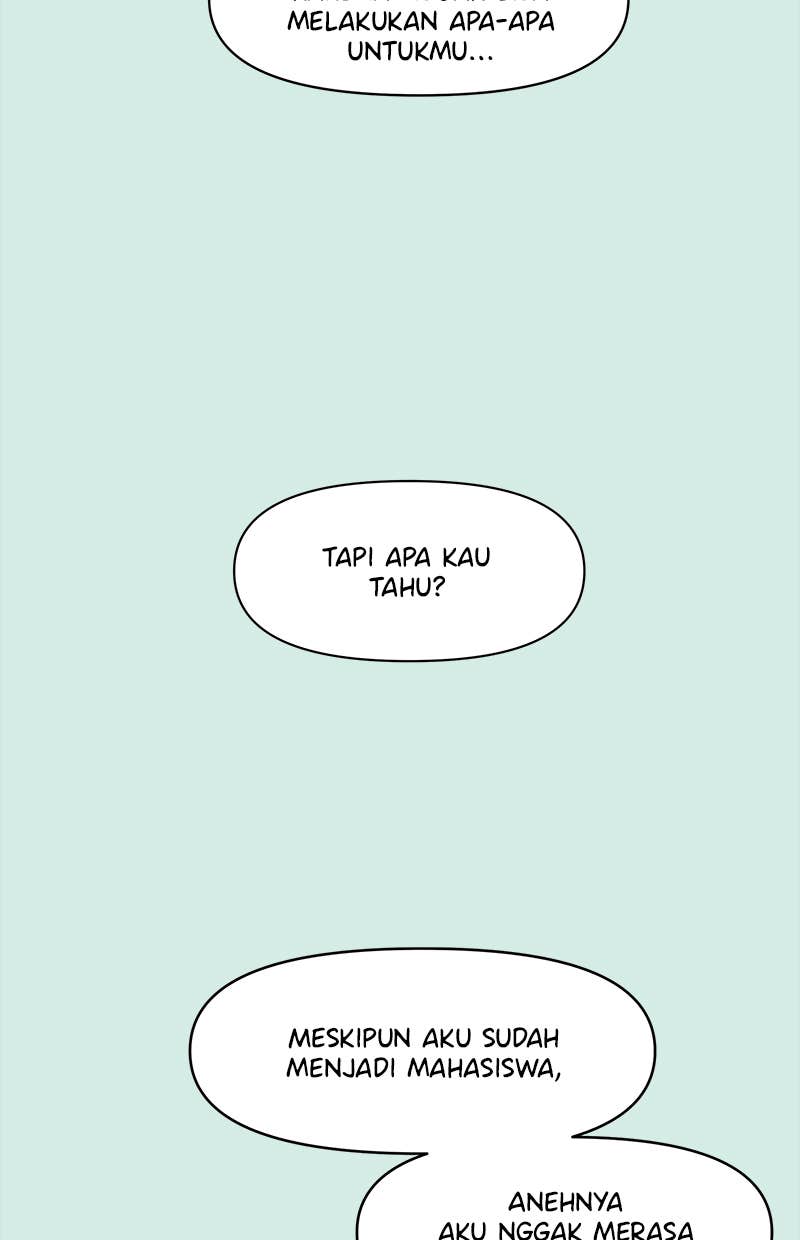 MELAKUKAN APA-APA
UNTUKMU...
TAPI APA KAU
TAHU?
MESKIPUN AKU SUDAH
MENJADI MAHASISWA,
ANEHNYA
AKU NGGAK MERASA